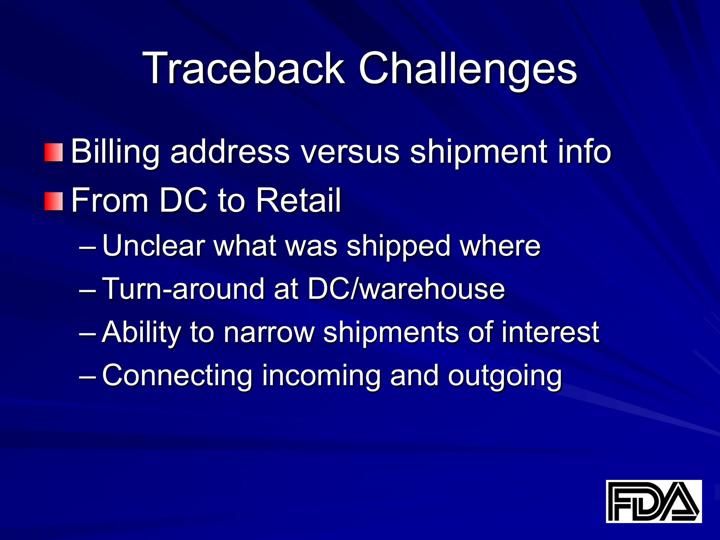 Traceback Challenges
Billing address versus shipment info
From DC to Retail
– Unclear what was shipped where
– Turn-around at DC/warehouse
– Ability to narrow shipments of interest
– Connecting incoming and outgoing
FDA